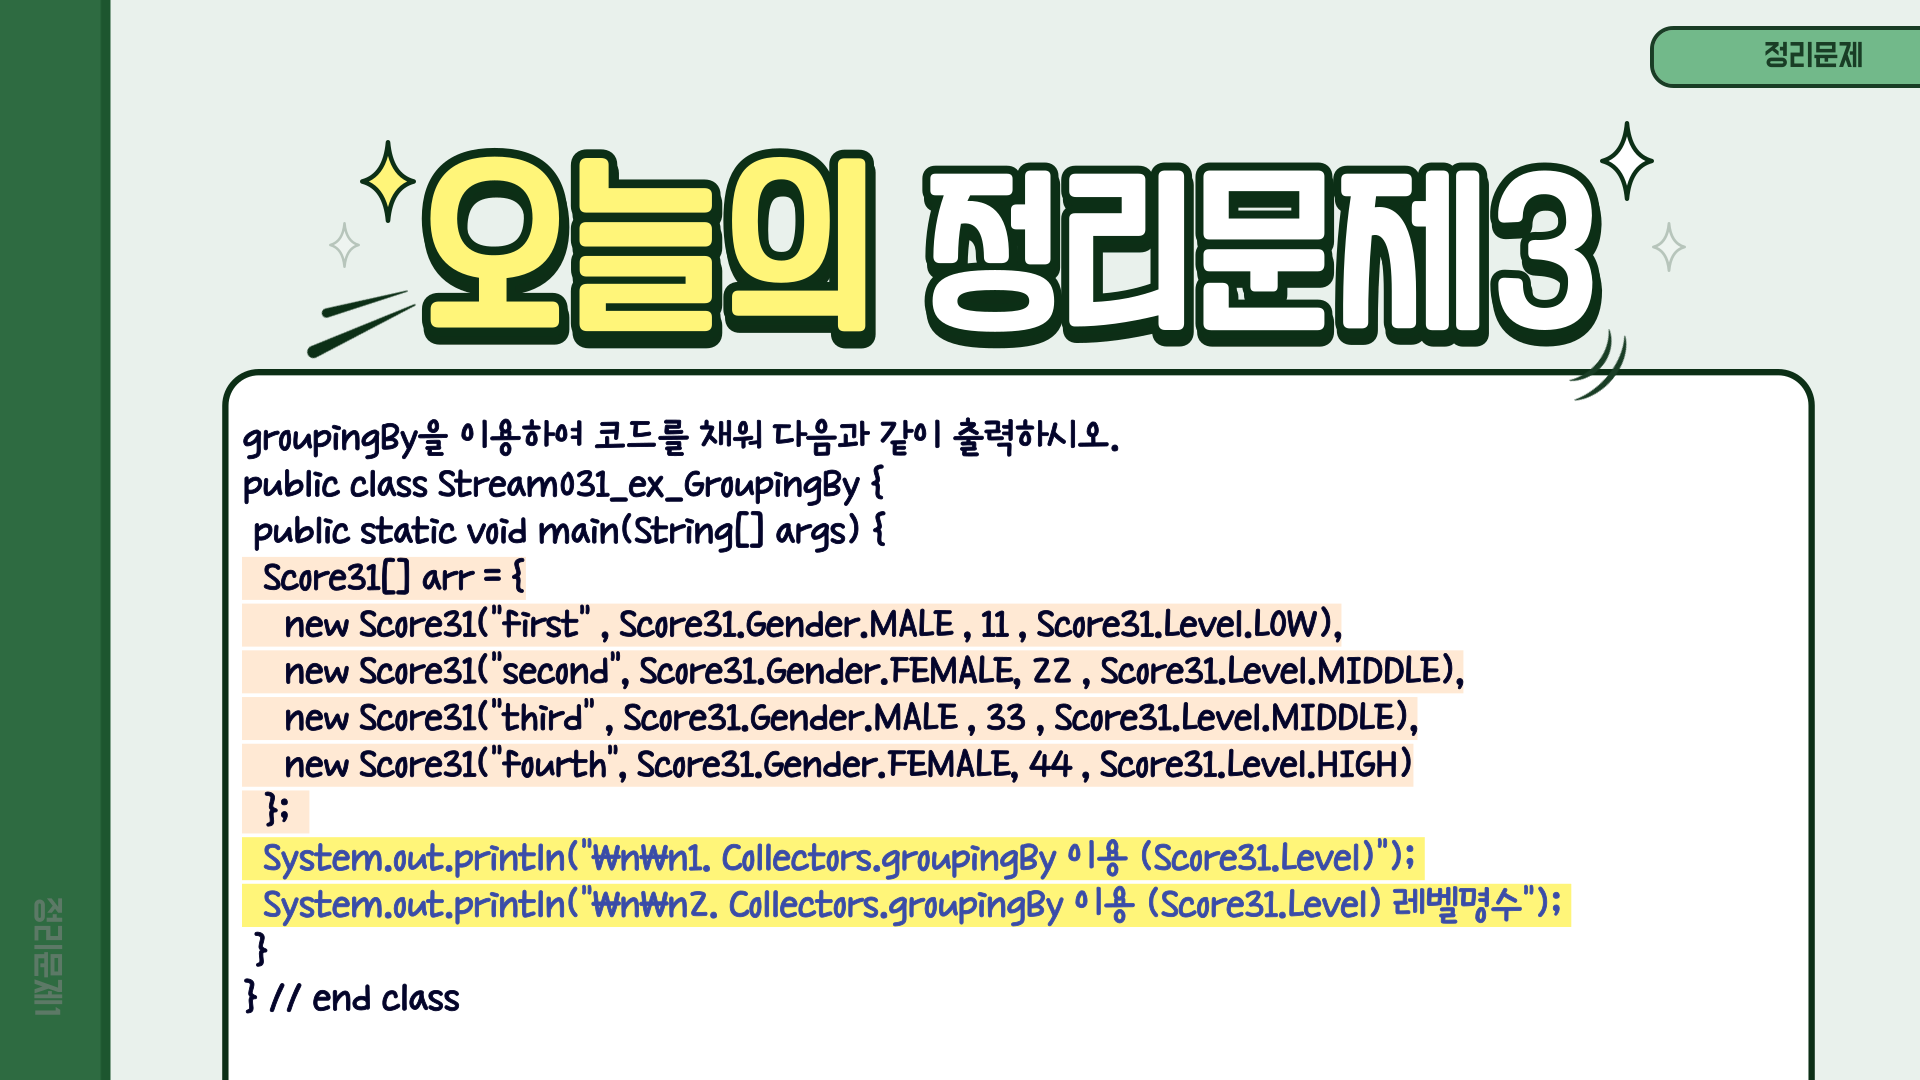 정리문제
오늘의 정리문제3
groupingBy을 이용하여 코드를 채워 다음과 같이 출력하시오.
public class Stream031_ex_GroupingBy {
public static void main(String[] args) {
Score31[] arr = {
new Score31("first" , Score31.Gender.MALE , 11 , Score31.Level.LOW),
new Score31("second", Score31.Gender.FEMALE, 22 , Score31.Level.MIDDLE),
new Score31("third" , Score31.Gender.MALE , 33 , Score31.Level.MIDDLE),
new Score31("fourth", Score31.Gender.FEMALE, 44 , Score31.Level.HIGH)
};
System.out.println("₩n₩n1. Collectors.groupingBy 이용 (Score31.Level)");
System.out.println("₩n₩n2. Collectors.groupingBy 이용 (Score31.Level) 레벨명수");
}
} // end class
정리문제1